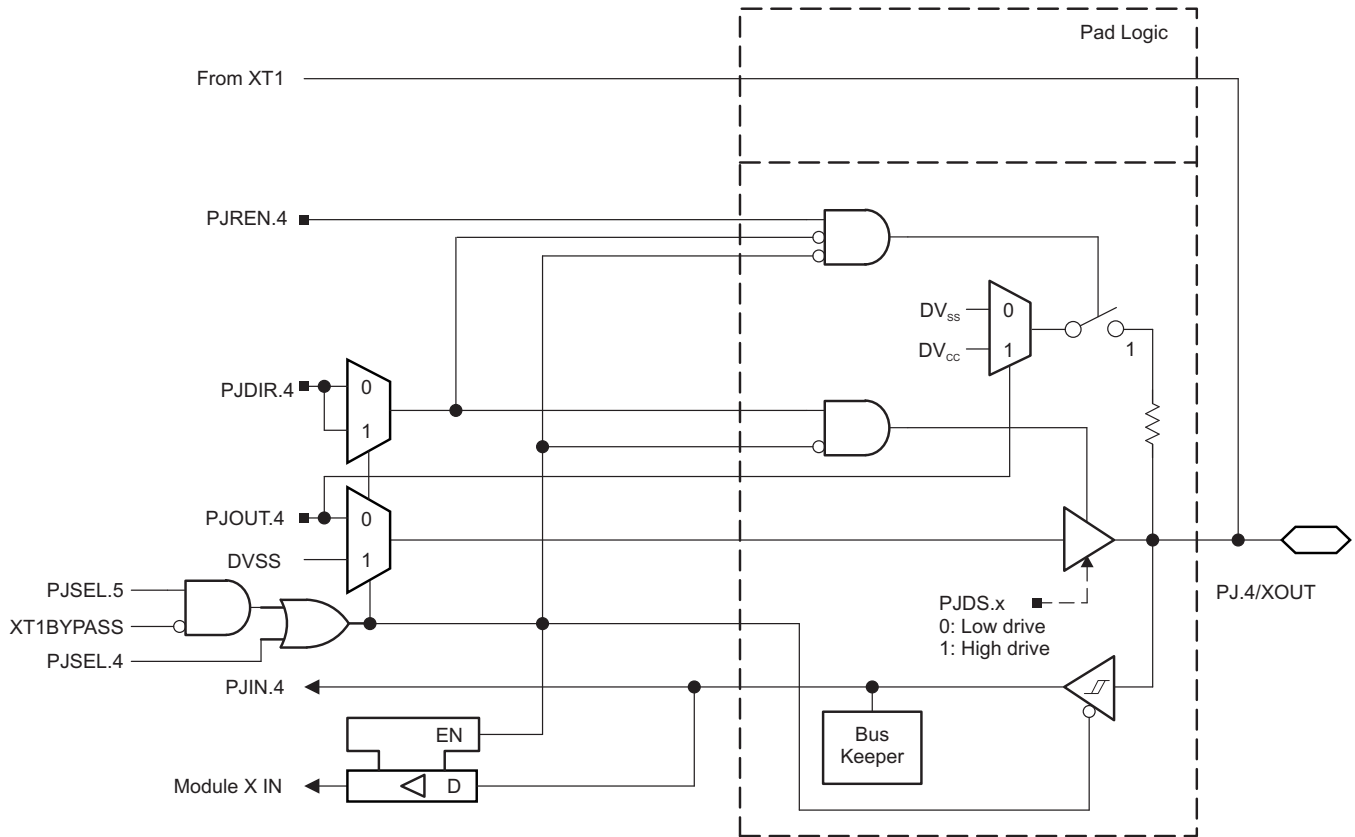 Pad Logic
From XT1
PJREN.4
DVSS
0
DVCC
1
1
PJDIR.4
0
1
PJOUT.4
0
DVSS
1
PJSEL.5
XT1BYPASS
PJSEL.4
PJDS.x
0: Low drive
1: High drive
PJ.4/XOUT
PJIN.4
EN
Bus
Keeper
Module X IN
D